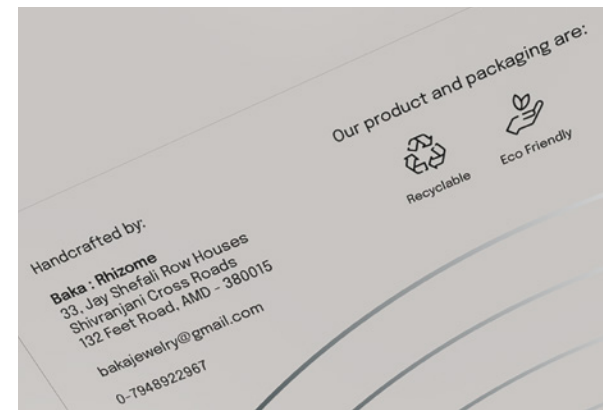 Our product and packaging are:
Recyclable
Eco Friendly
Handcrafted by:
Baka : Rhizome
33, Jay Shefali Row Houses
Shivranjani Cross Roads
132 Feet Road, AMD - 380015
bakajewelry@gmail.com
0-7948922967